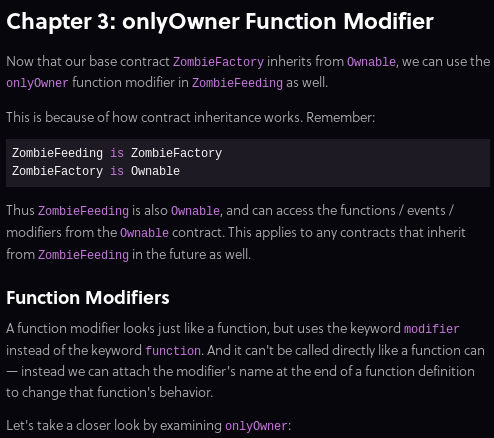 Chapter 3: onlyOwner Function Modifier
Now that our base contract ZombieFactory inherits from Ownable, we can use the
onlyOwner function modifier in ZombieFeeding as well.
This is because of how contract inheritance works. Remember:
ZombieFeeding is ZombieFactory
ZombieFactory is Ownable
Thus ZombieFeeding is also Ownable, and can access the functions / events /
modifiers from the Ownable contract. This applies to any contracts that inherit
from ZombieFeeding in the future as well.
Function Modifiers
A function modifier looks just like a function, but uses the keyword modifier
instead of the keyword function. And it can't be called directly like a function can
— instead we can attach the modifier's name at the end of a function definition
to change that function's behavior.
Let's take a closer look by examining onlyOwner: